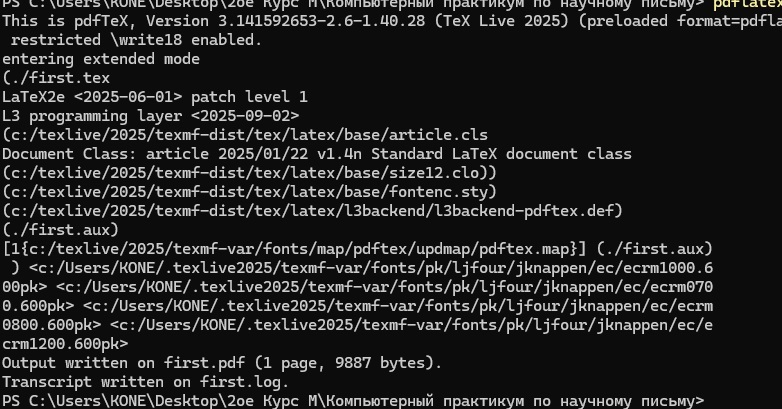 PS C:\Users\KONE\Desktop\2ое Курс М\Компьютерный практикум по научному письму> pdflatex
This is pdfTeX, Version 3.141592653-2.6-1.40.28 (TeX Live 2025) (preloaded format=pdfla
 restricted \write18 enabled.
entering extended mode
(./first.tex
LaTeX2e <2025-06-01> patch level 1
L3 programming layer <2025-09-02>
(c:/texlive/2025/texmf-dist/tex/latex/base/article.cls
Document Class: article 2025/01/22 v1.4n Standard LaTeX document class
(c:/texlive/2025/texmf-dist/tex/latex/base/size12.clo))
(c:/texlive/2025/texmf-dist/tex/latex/base/fontenc.sty)
(c:/texlive/2025/texmf-dist/tex/latex/l3backend/l3backend-pdftex.def)
(./first.aux)
[1{c:/texlive/2025/texmf-var/fonts/map/pdftex/updmap/pdftex.map}] (./first.aux)
 ) <c:/Users/KONE/.texlive2025/texmf-var/fonts/pk/ljfour/jknappen/ec/ecrm1000.6
00pk> <c:/Users/KONE/.texlive2025/texmf-var/fonts/pk/ljfour/jknappen/ec/ecrm070
0.600pk> <c:/Users/KONE/.texlive2025/texmf-var/fonts/pk/ljfour/jknappen/ec/ecrm
0800.600pk> <c:/Users/KONE/.texlive2025/texmf-var/fonts/pk/ljfour/jknappen/ec/e
crm1200.600pk>
Output written on first.pdf (1 page, 9887 bytes).
Transcript written on first.log.
PS C:\Users\KONE\Desktop\2ое Курс М\Компьютерный практикум по научному письму>